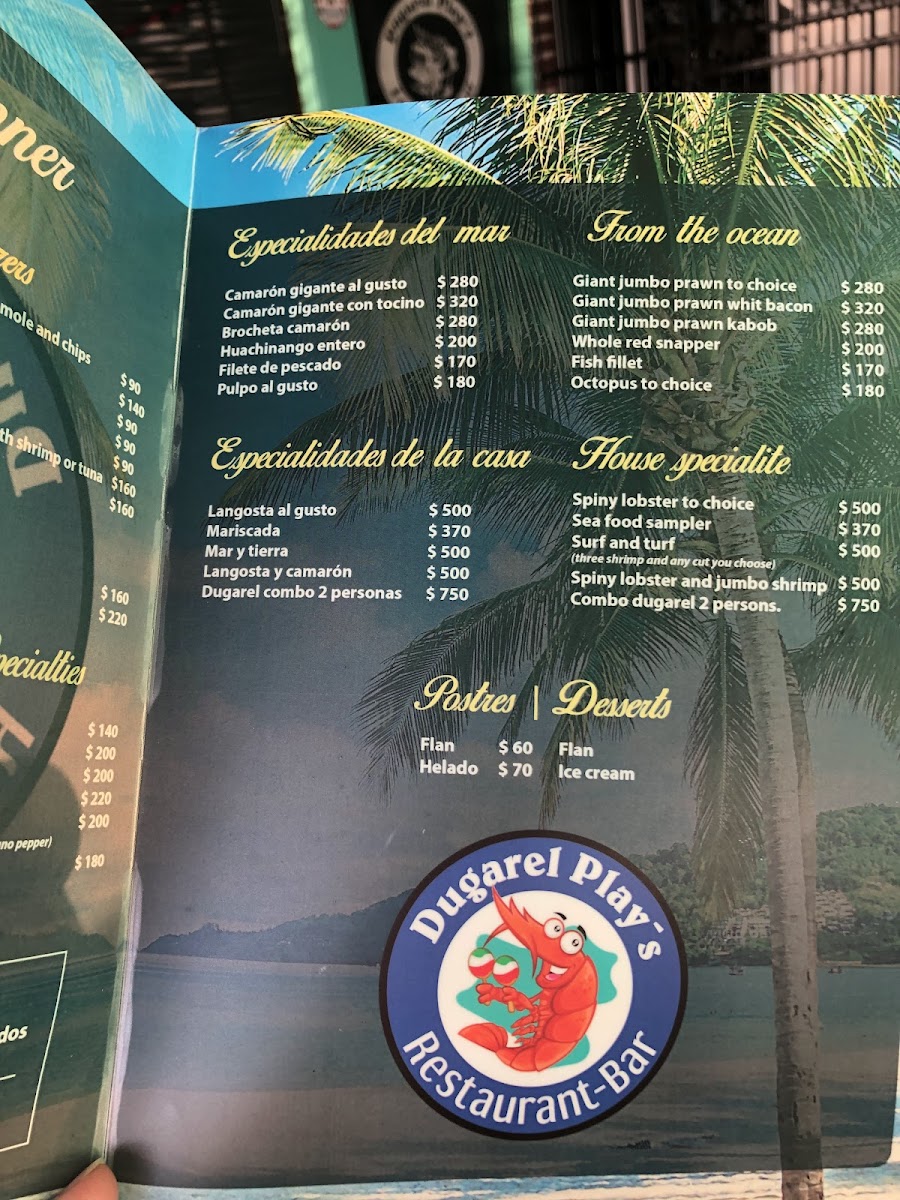 nner
zers
mole and chips
$ 90
$ 140
$ 90
$ 90
$ 90
th shrimp or tuna $160
$160
$ 160
$ 220
pecialties
$ 140
$ 200
$ 200
$ 220
$ 200
no pepper)
$ 180
dos
Especialidades del mar
Camarón gigante al gusto $ 280
Camarón gigante con tocino $ 320
Brocheta camarón $ 280
Huachinango entero $ 200
Filete de pescado $ 170
Pulpo al gusto $ 180
From the ocean
Giant jumbo prawn to choice $ 280
Giant jumbo prawn whit bacon $ 320
Giant jumbo prawn kabob $ 280
Whole red snapper $ 200
Fish fillet $ 170
Octopus to choice $ 180
Especialidades de la casa
Langosta al gusto $ 500
Mariscada $ 370
Mar y tierra $ 500
Langosta y camarón $ 500
Dugarel combo 2 personas $ 750
House specialite
Spiny lobster to choice $ 500
Sea food sampler $ 370
Surf and turf $ 500
(three shrimp and any cut you choose)
Spiny lobster and jumbo shrimp $ 500
Combo dugarel 2 persons. $ 750
Postres | Desserts
Flan $ 60 Flan
Helado $ 70 Ice cream
Dugarel Play´s
Restaurant-Bar